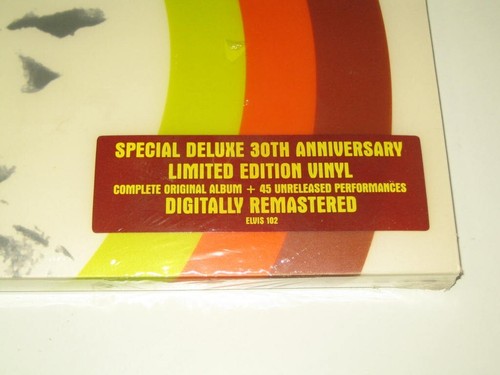 SPECIAL DELUXE 30TH ANNIVERSARY
LIMITED EDITION VINYL
COMPLETE ORIGINAL ALBUM + 45 UNRELEASED PERFORMANCES
DIGITALLY REMASTERED
ELVIS 102